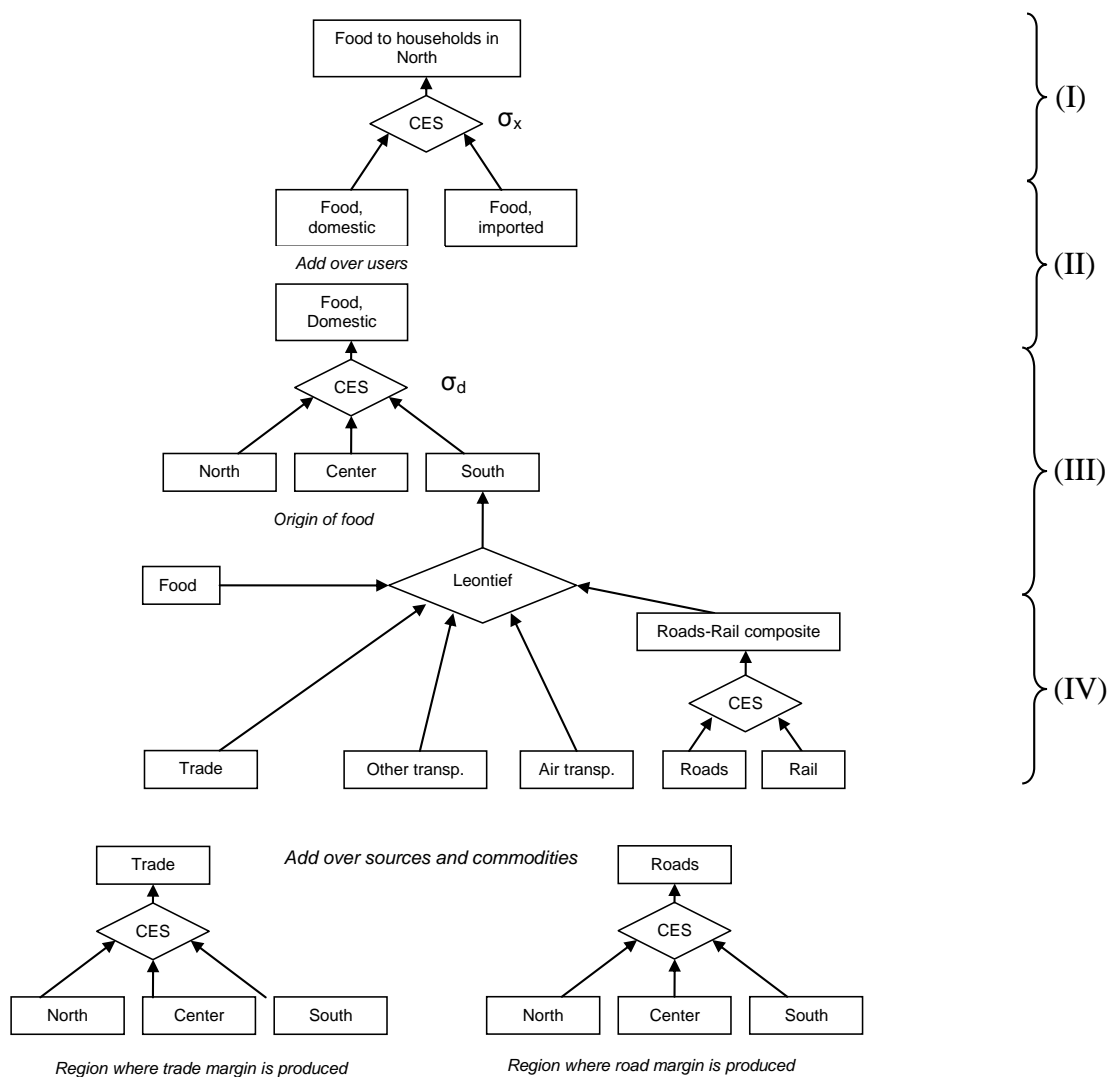 Food to households in
North
(I)
CES
σx
Food,
domestic
Food,
imported
Add over users
(II)
Food,
Domestic
CES
σd
North
Center
South
(III)
Origin of food
Food
Leontief
Roads-Rail composite
(IV)
CES
Trade
Other transp.
Air transp.
Roads
Rail
Add over sources and commodities
Trade
Roads
CES
CES
North
Center
South
North
Center
South
Region where trade margin is produced
Region where road margin is produced